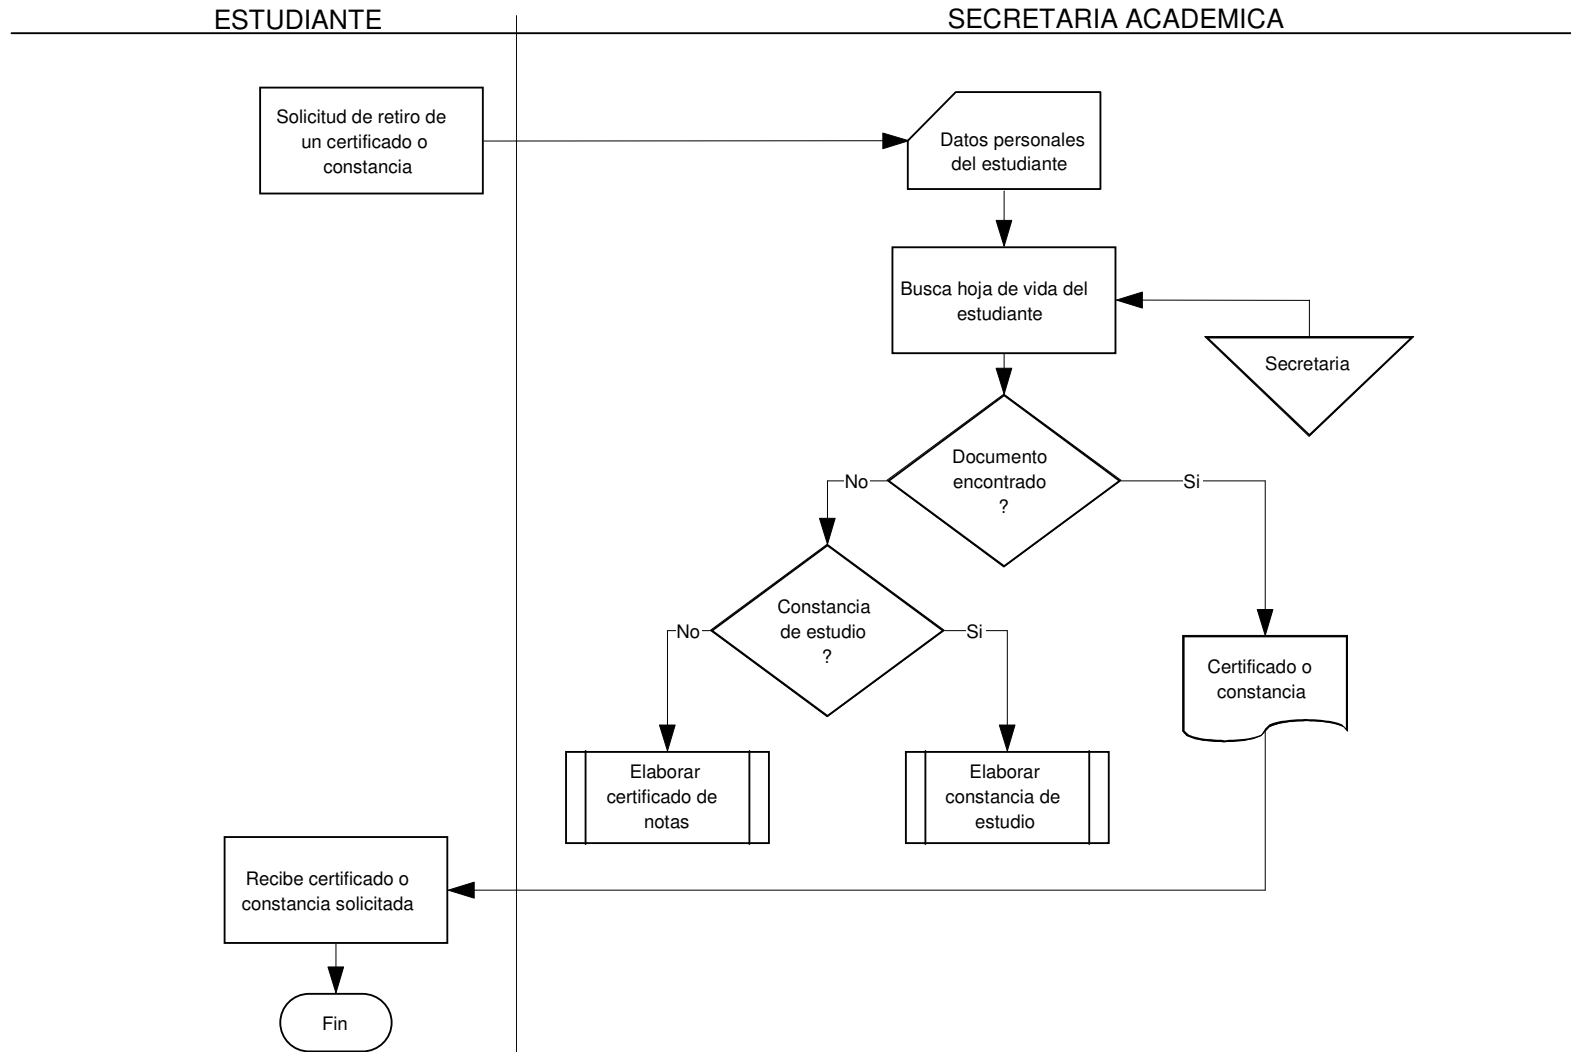 ESTUDIANTE
SECRETARIA ACADEMICA
Solicitud de retiro de
un certificado o
constancia
Datos personales
del estudiante
Busca hoja de vida del
estudiante
Secretaria
Documento
encontrado
?
No
Si
Constancia
de estudio
?
No
Si
Certificado o
constancia
Elaborar
certificado de
notas
Elaborar
constancia de
estudio
Recibe certificado o
constancia solicitada
Fin